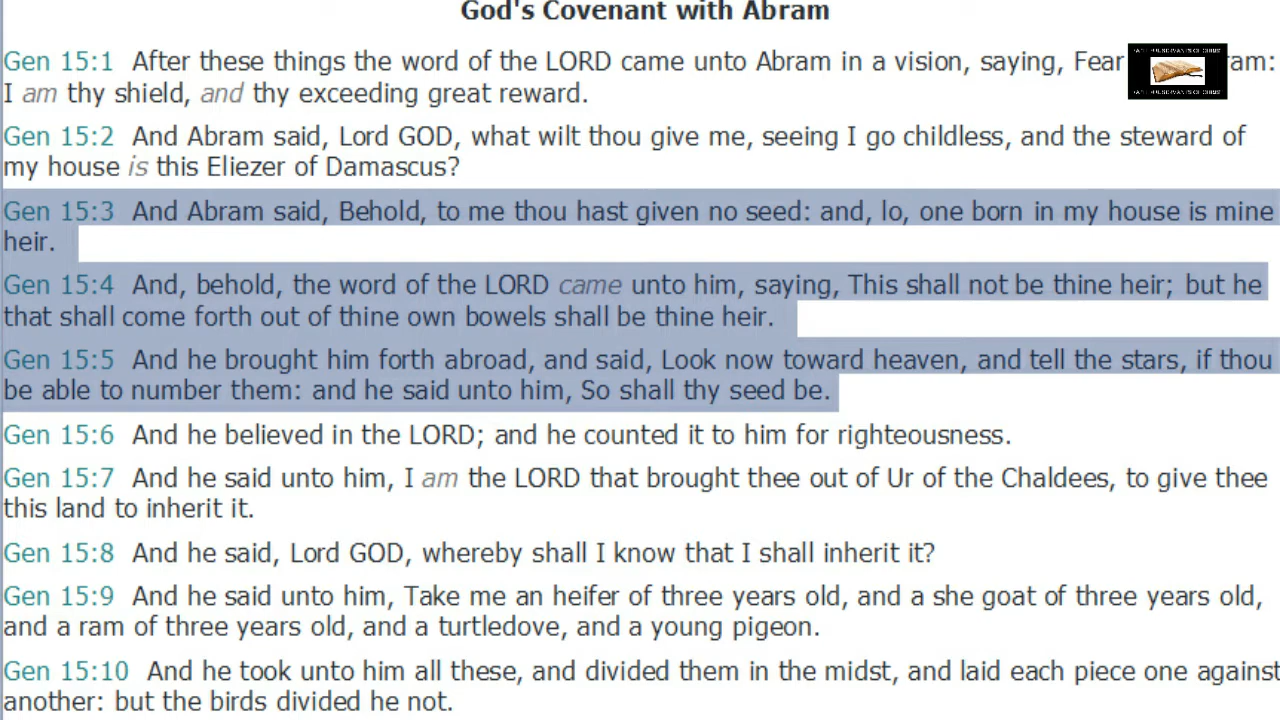 God's Covenant with Abram
Gen 15:1 After these things the word of the LORD came unto Abram in a vision, saying, Fear ram:
I am thy shield, and thy exceeding great reward.
Gen 15:2 And Abram said, Lord GOD, what wilt thou give me, seeing I go childless, and the steward of
my house is this Eliezer of Damascus?
Gen 15:3 And Abram said, Behold, to me thou hast given no seed: and, lo, one born in my house is mine
heir.
Gen 15:4 And, behold, the word of the LORD came unto him, saying, This shall not be thine heir; but he
that shall come forth out of thine own bowels shall be thine heir.
Gen 15:5 And he brought him forth abroad, and said, Look now toward heaven, and tell the stars, if thou
be able to number them: and he said unto him, So shall thy seed be.
Gen 15:6 And he believed in the LORD; and he counted it to him for righteousness.
Gen 15:7 And he said unto him, I am the LORD that brought thee out of Ur of the Chaldees, to give thee
this land to inherit it.
Gen 15:8 And he said, Lord GOD, whereby shall I know that I shall inherit it?
Gen 15:9 And he said unto him, Take me an heifer of three years old, and a she goat of three years old,
and a ram of three years old, and a turtledove, and a young pigeon.
Gen 15:10 And he took unto him all these, and divided them in the midst, and laid each piece one against
another: but the birds divided he not.